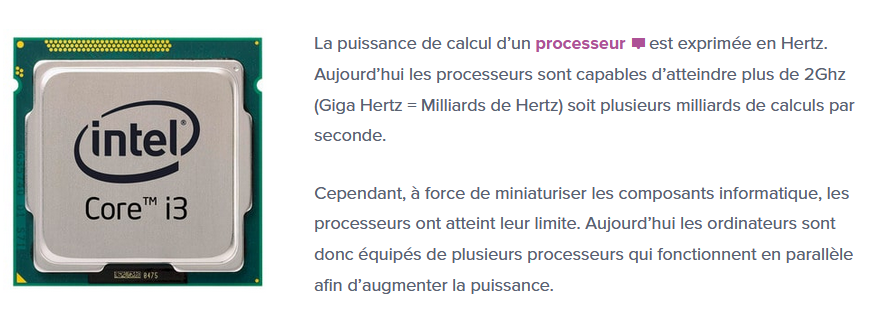 intel®
Core™ i3
La puissance de calcul d’un processeur est exprimée en Hertz.
Aujourd’hui les processeurs sont capables d’atteindre plus de 2Ghz
(Giga Hertz = Milliards de Hertz) soit plusieurs milliards de calculs par
seconde.
Cependant, à force de miniaturiser les composants informatique, les
processeurs ont atteint leur limite. Aujourd’hui les ordinateurs sont
donc équipés de plusieurs processeurs qui fonctionnent en parallèle
afin d’augmenter la puissance.